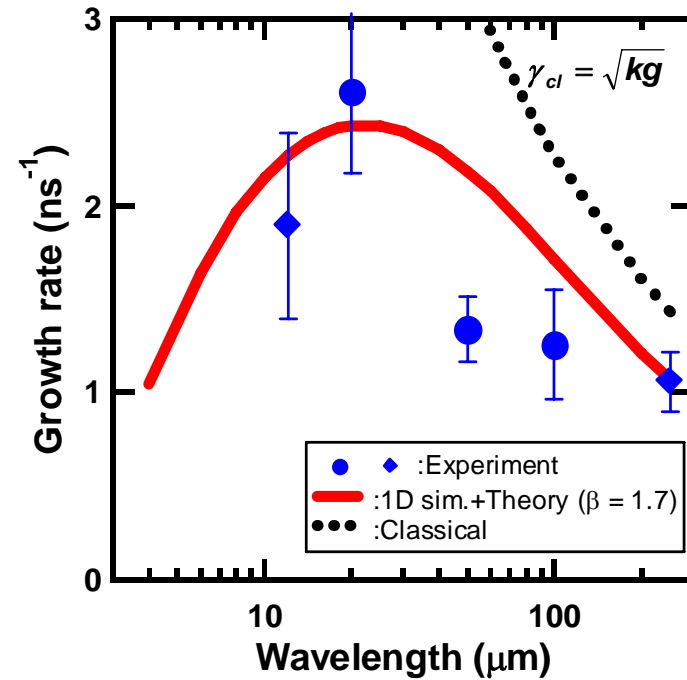 3
2
1
0
Growth rate (ns⁻¹)
γcl = √kg
:Experiment
:1D sim.+Theory (β = 1.7)
:Classical
10 100
Wavelength (μm)